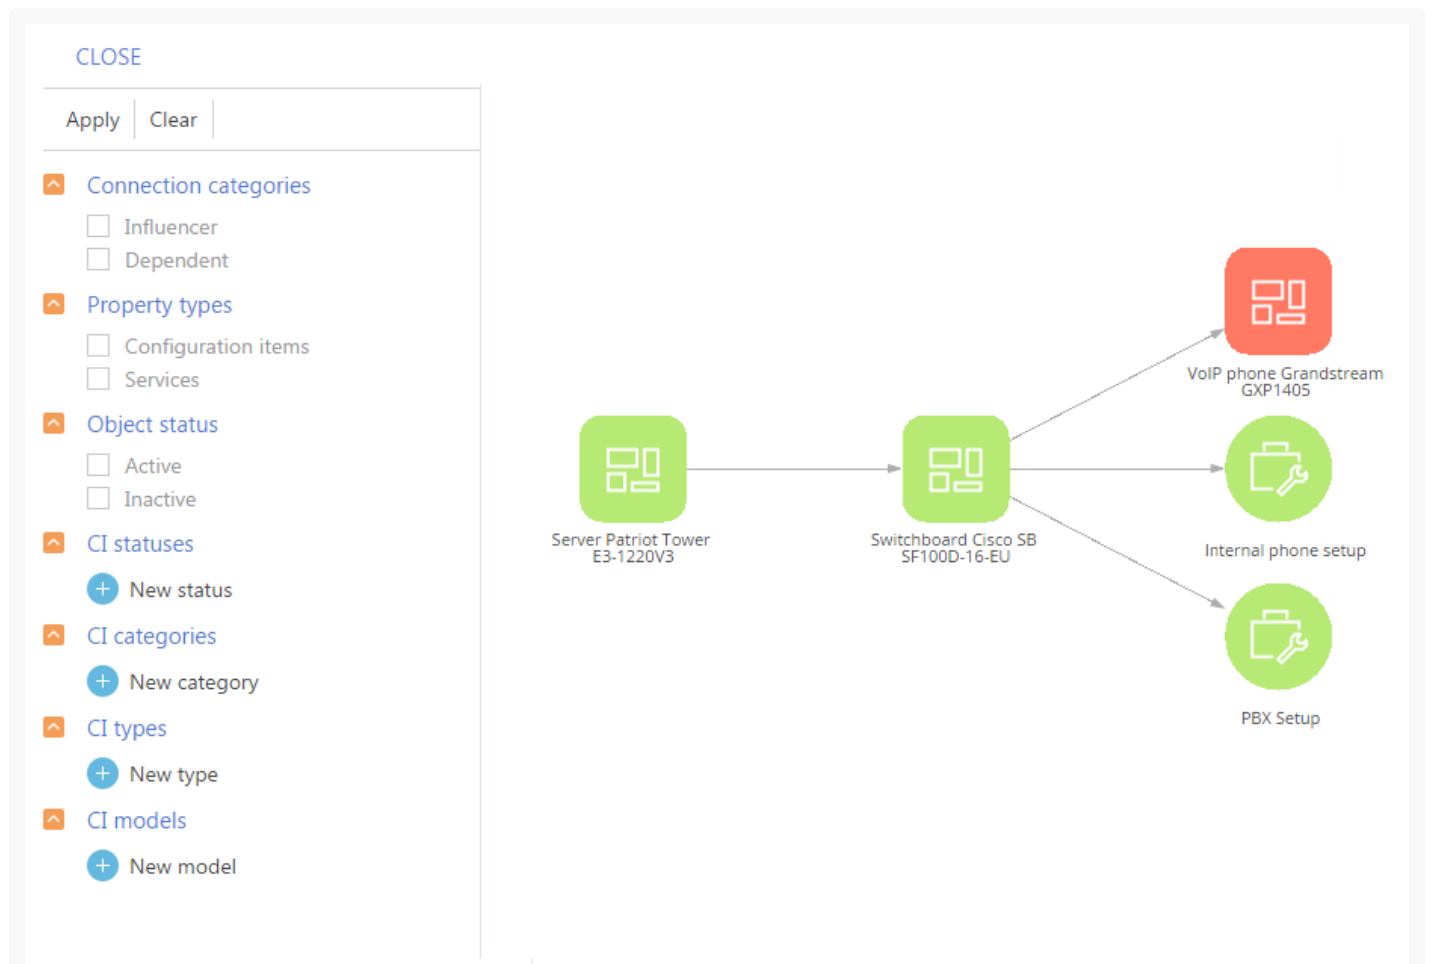 CLOSE
Apply
Clear
Connection categories
Influencer
Dependent
Property types
Configuration items
Services
Object status
Active
Inactive
CI statuses
New status
CI categories
New category
CI types
New type
CI models
New model
Server Patriot Tower
E3-1220V3
Switchboard Cisco SB
SF100D-16-EU
VoIP phone Grandstream
GXP1405
Internal phone setup
PBX Setup